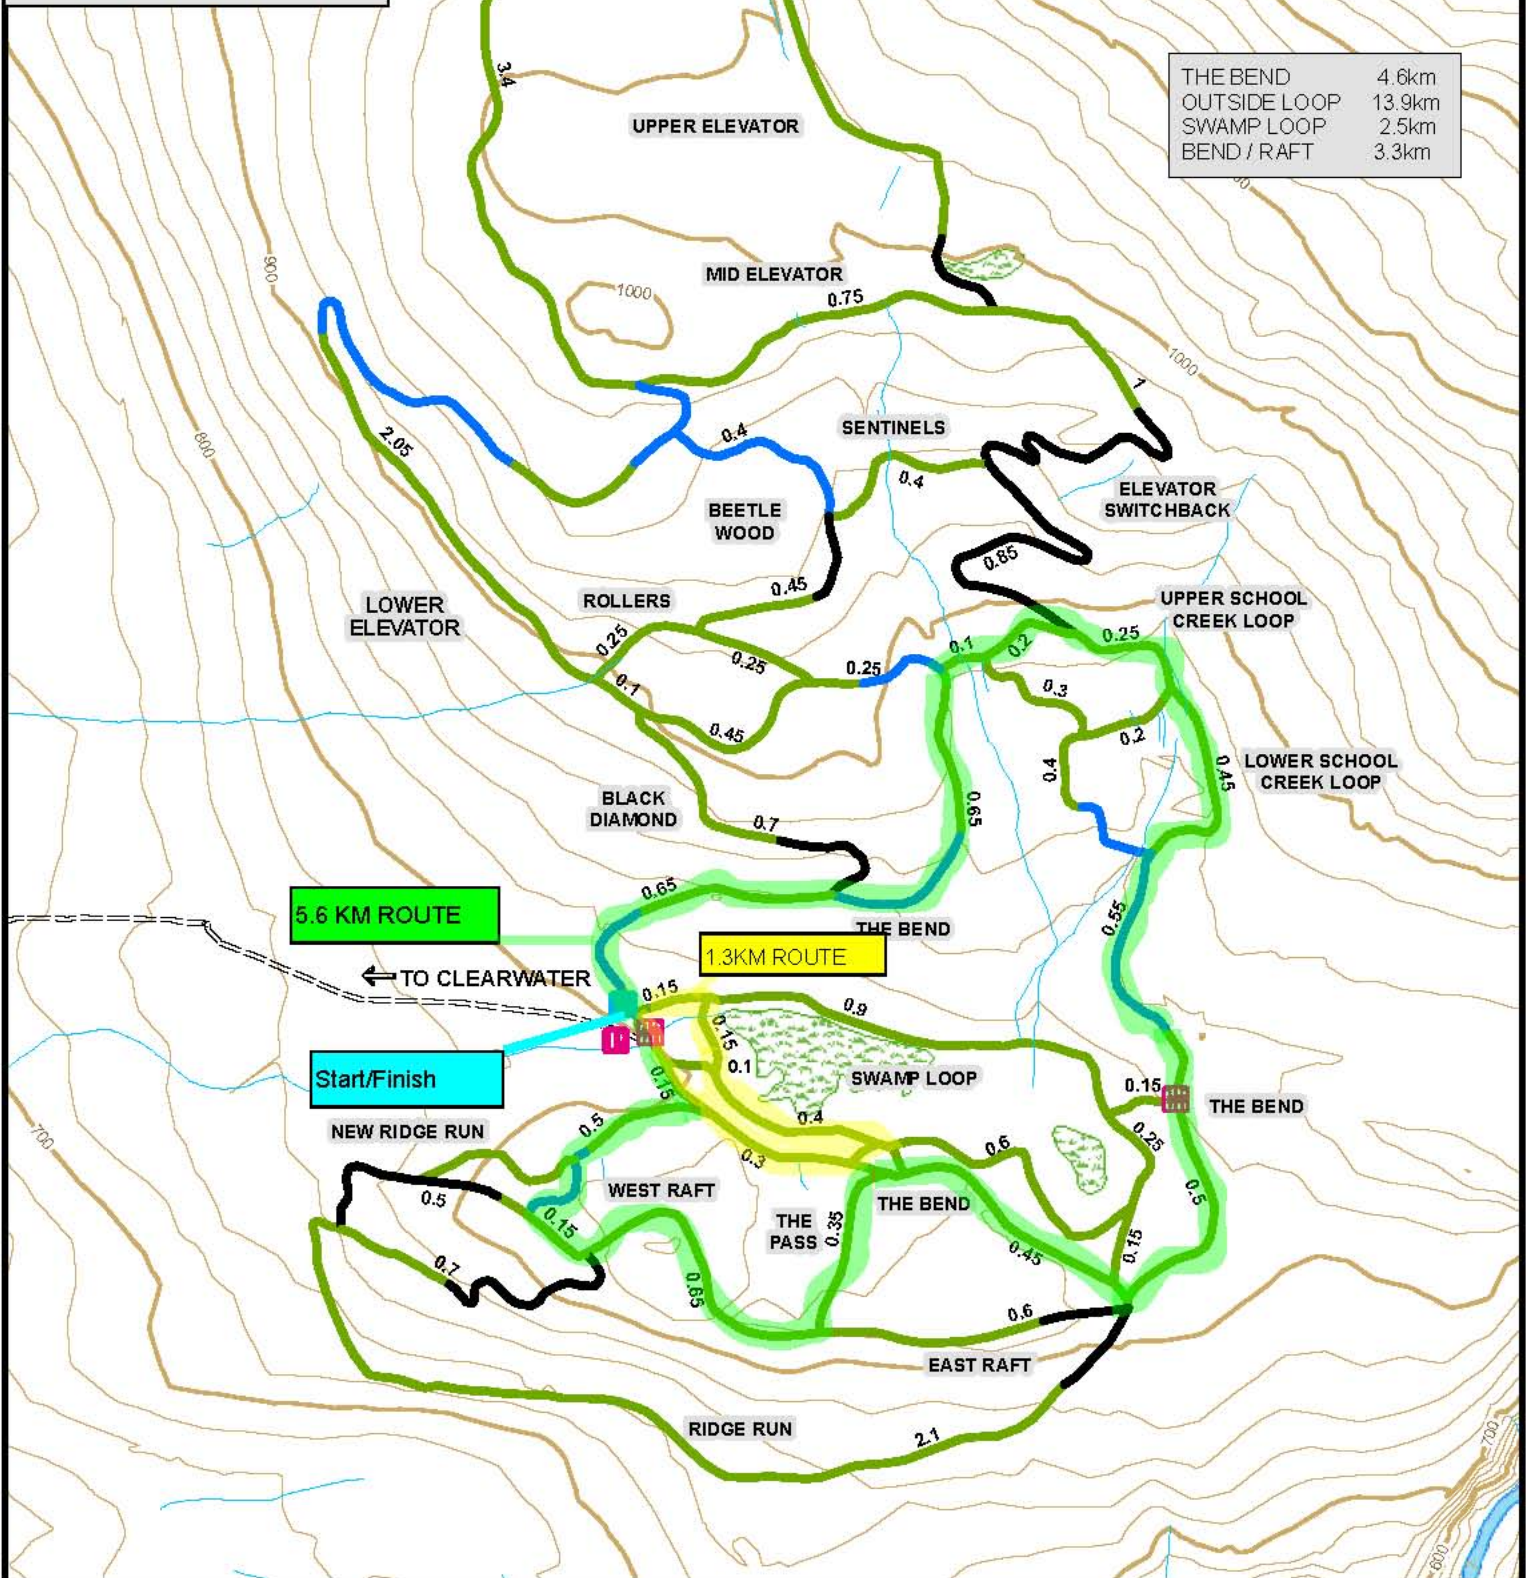 3.4
UPPER ELEVATOR
THE BEND 4.6km
OUTSIDE LOOP 13.9km
SWAMP LOOP 2.5km
BEND / RAFT 3.3km
900
MID ELEVATOR
1000
0.75
1000
1
800
2.05
0.4
SENTINELS
0.4
ELEVATOR
SWITCHBACK
BEETLE
WOOD
0.85
0.45
LOWER
ELEVATOR
ROLLERS
UPPER SCHOOL
CREEK LOOP
0.25
0.25
0.25
0.1
0.2
0.25
0.1
0.3
0.45
0.2
0.4
LOWER SCHOOL
CREEK LOOP
0.45
BLACK
DIAMOND
0.7
0.65
0.65
5.6 KM ROUTE
THE BEND
0.55
1.3KM ROUTE
TO CLEARWATER
0.15
0.9
0.15
0.1
Start/Finish
SWAMP LOOP
0.15
0.15
THE BEND
NEW RIDGE RUN
0.5
0.4
0.25
0.3
0.6
700
0.5
WEST RAFT
0.5
0.15
THE
PASS
0.35
THE BEND
0.45
0.15
0.7
0.65
0.6
EAST RAFT
RIDGE RUN
2.1
700
600